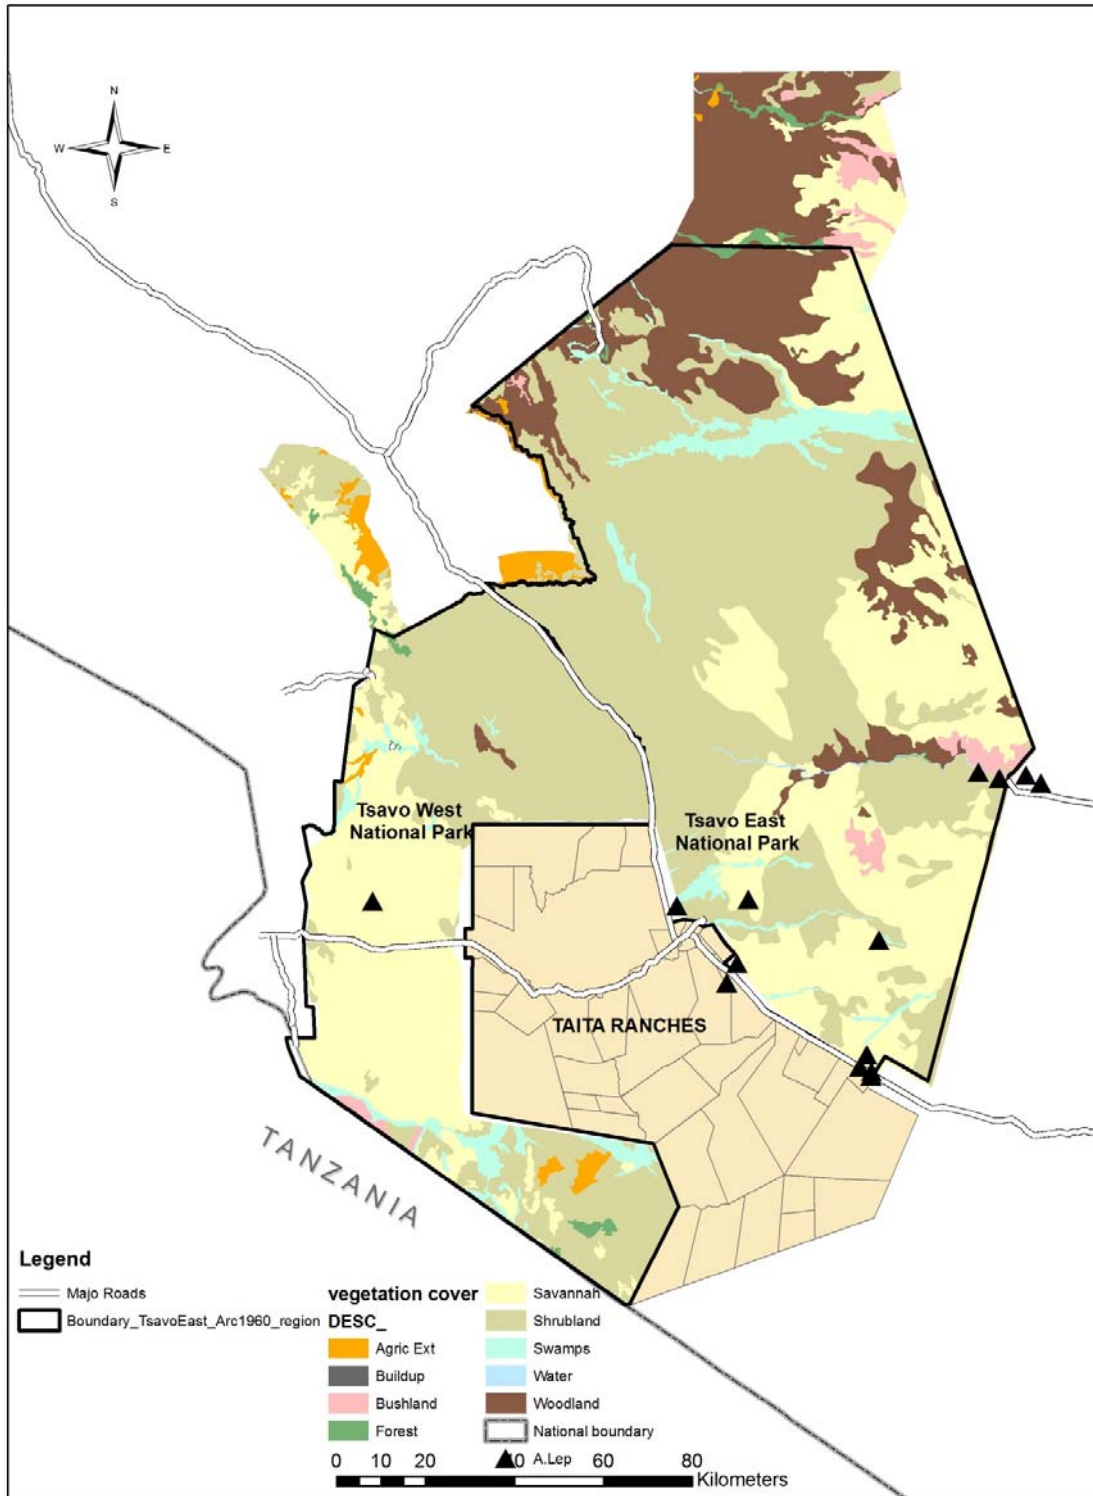 N
W E
S
Tsavo West
National Park
Tsavo East
National Park
TAITA RANCHES
TANZANIA
Legend
Majo Roads
Boundary_TsavoEast_Arc1960_region
vegetation cover
DESC_
Agric Ext
Buildup
Bushland
Forest
Savannah
Shrubland
Swamps
Water
Woodland
National boundary
A.Lep
0 10 20 40 60 80
Kilometers